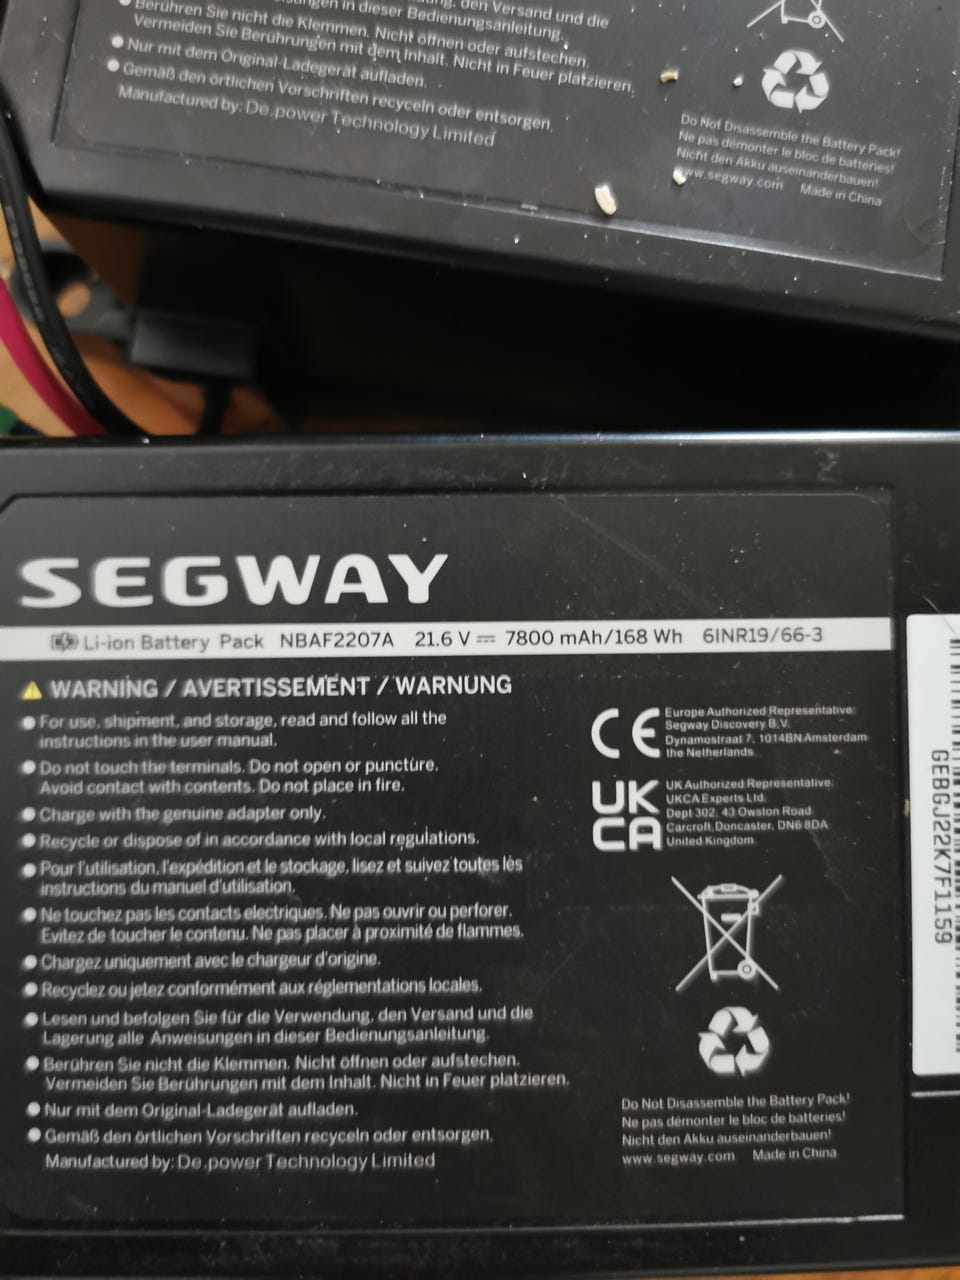 den Versand und die
in dieser Bedienungsanleitung.
Berühren Sie nicht die Klemmen. Nicht öffnen oder aufstechen.
Vermeiden Sie Berührungen mit dem Inhalt. Nicht in Feuer platzieren.
Nur mit dem Original-Ladegerät aufladen.
Gemäß den örtlichen Vorschriften recyceln oder entsorgen.
Manufactured by: De.power Technology Limited
Do Not Disassemble the Battery Pack!
Ne pas démonter le bloc de batteries!
Nicht den Akku auseinanderbauen!
www.segway.com Made in China
SEGWAY
Li-ion Battery Pack NBAF2207A 21.6 V 7800 mAh/168 Wh 6INR19/66-3
WARNING / AVERTISSEMENT / WARNUNG
For use, shipment, and storage, read and follow all the
instructions in the user manual.
Do not touch the terminals. Do not open or puncture.
Avoid contact with contents. Do not place in fire.
Charge with the genuine adapter only.
Recycle or dispose of in accordance with local regulations.
Pour l'utilisation, l'expédition et le stockage, lisez et suivez toutes les
instructions du manuel d'utilisation.
Ne touchez pas les contacts electriques. Ne pas ouvrir ou perforer.
Evitez de toucher le contenu. Ne pas placer à proximité de flammes.
Chargez uniquement avec le chargeur d'origine.
Recyclez ou jetez conformément aux réglementations locales.
Lesen und befolgen Sie für die Verwendung, den Versand und die
Lagerung alle Anweisungen in dieser Bedienungsanleitung.
Berühren Sie nicht die Klemmen. Nicht öffnen oder aufstechen.
Vermeiden Sie Berührungen mit dem Inhalt. Nicht in Feuer platzieren.
Nur mit dem Original-Ladegerät aufladen.
Gemäß den örtlichen Vorschriften recyceln oder entsorgen.
Manufactured by: De.power Technology Limited
CE
Europe Authorized Representative:
Segway Discovery B.V.
Dynamostraat 7, 1014BN Amsterdam
the Netherlands
UK
CA
UK Authorized Representative:
UKCA Experts Ltd.
Dept 302, 43 Owston Road
Carcroft, Doncaster, DN6 8DA
United Kingdom
Do Not Disassemble the Battery Pack!
Ne pas démonter le bloc de batteries!
Nicht den Akku auseinanderbauen!
www.segway.com Made in China
GEBGJ22K7F1159